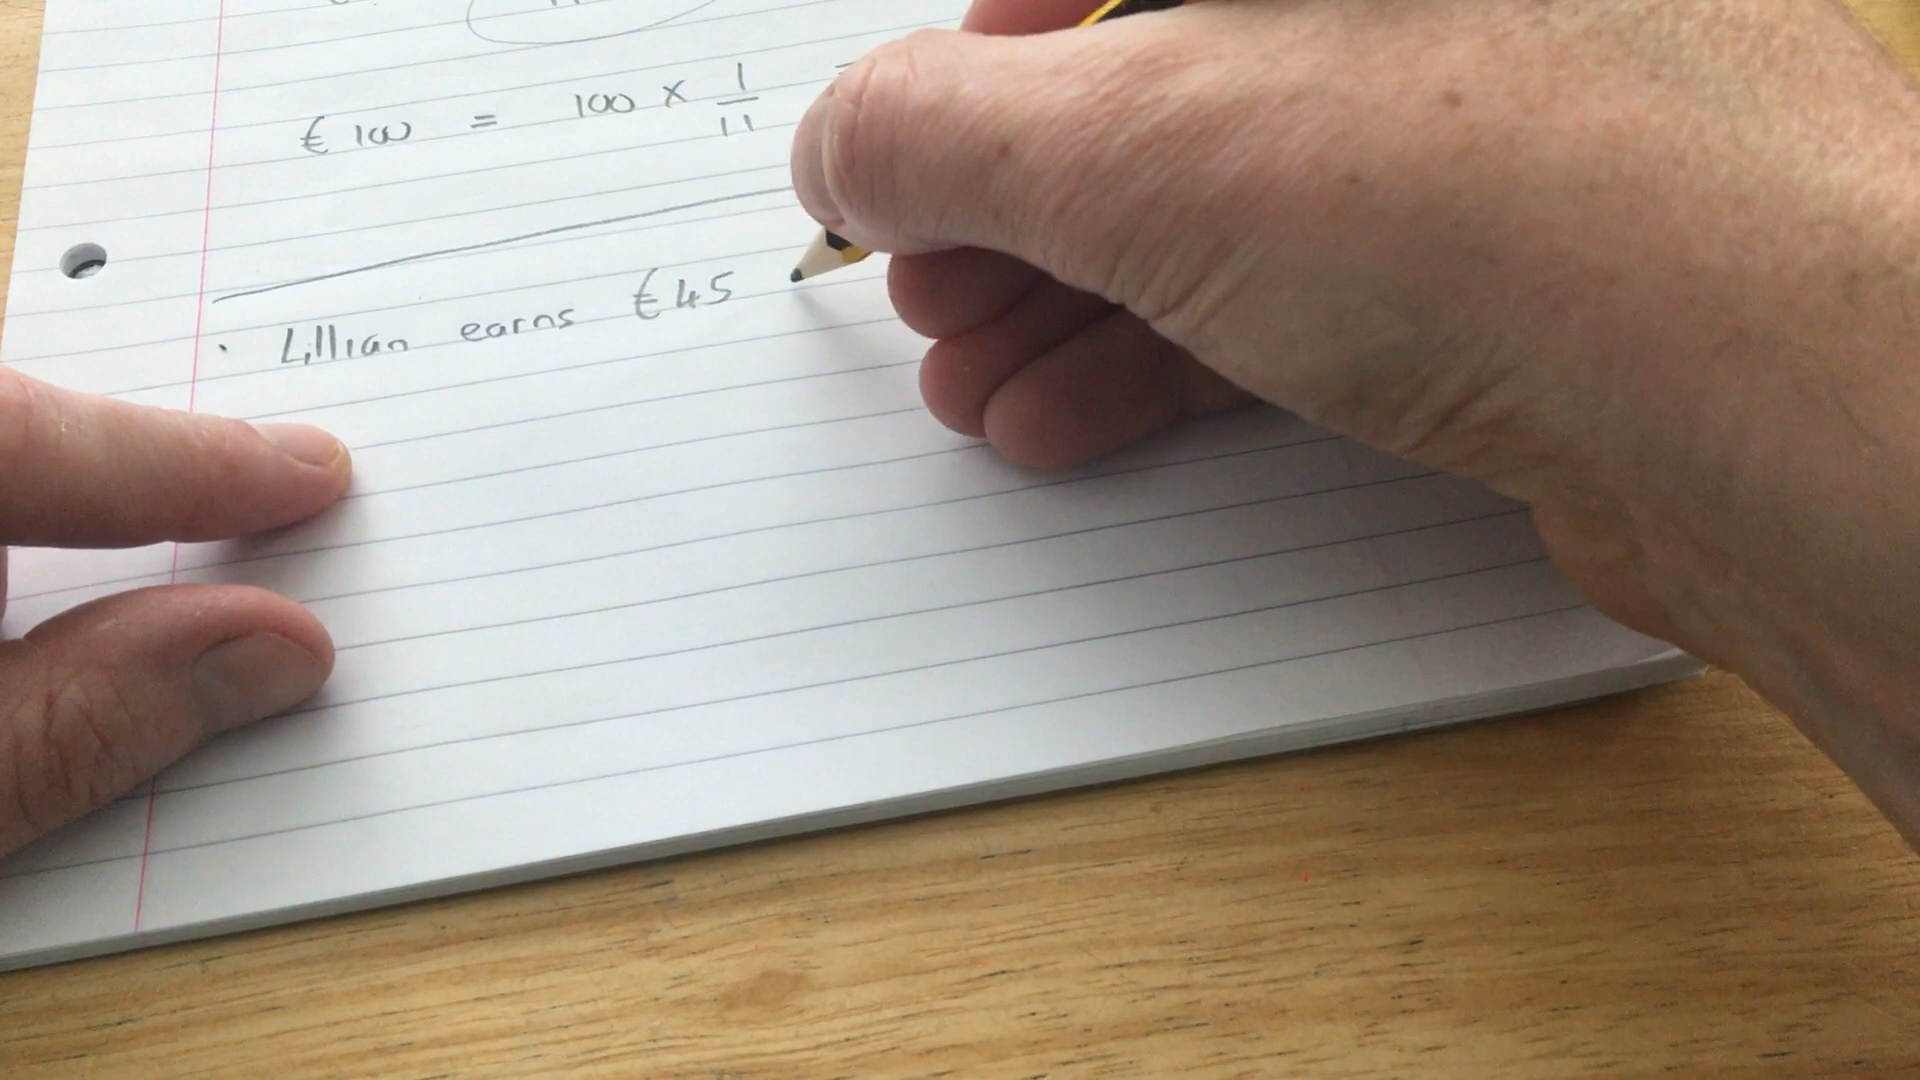 € 100 = 100 × 1/11 =
· Lillian earns €45